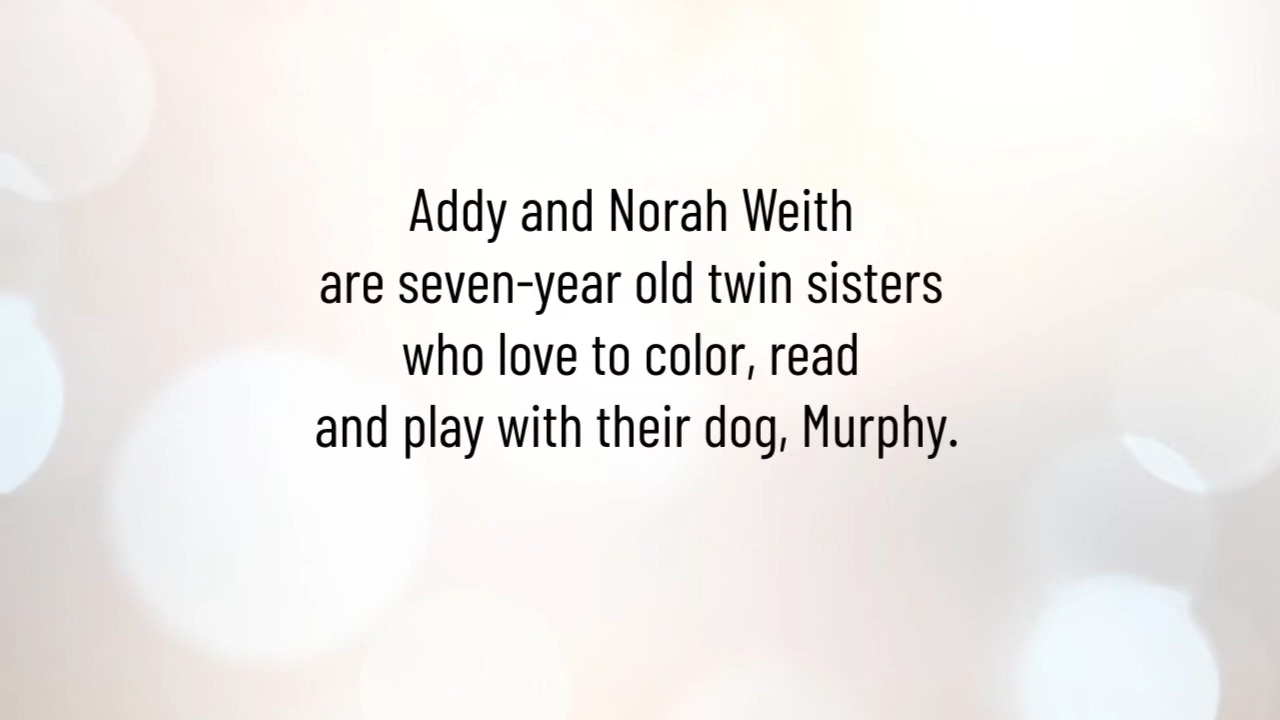 Addy and Norah Weith
are seven-year old twin sisters
who love to color, read
and play with their dog, Murphy.